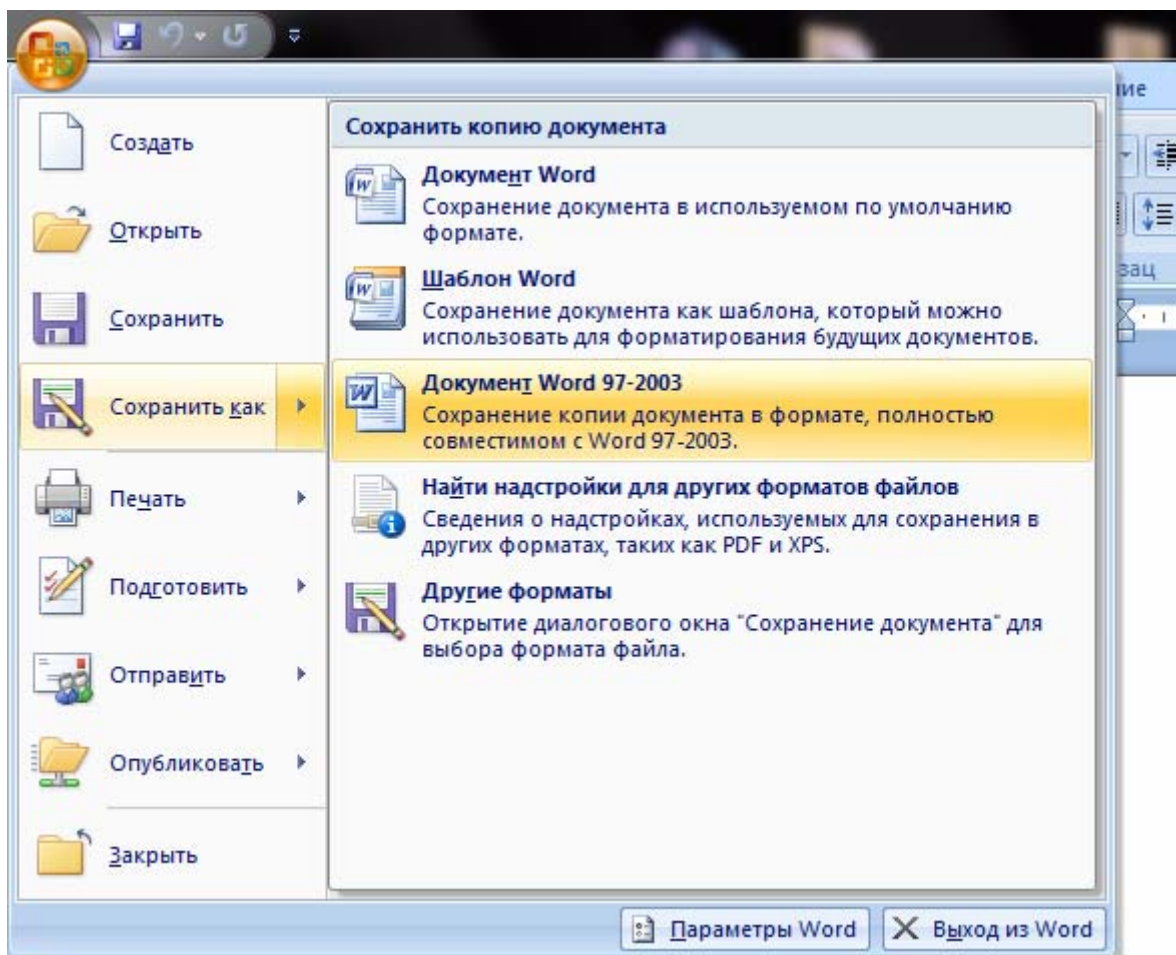 ие
Создать
Открыть
Сохранить
Сохранить как
Печать
Подготовить
Отправить
Опубликовать
Закрыть
Сохранить копию документа
Документ Word
Сохранение документа в используемом по умолчанию
формате.
Шаблон Word
Сохранение документа как шаблона, который можно
использовать для форматирования будущих документов.
Документ Word 97-2003
Сохранение копии документа в формате, полностью
совместимом с Word 97-2003.
Найти надстройки для других форматов файлов
Сведения о надстройках, используемых для сохранения в
других форматах, таких как PDF и XPS.
Другие форматы
Открытие диалогового окна "Сохранение документа" для
выбора формата файла.
зац
Параметры Word
Выход из Word